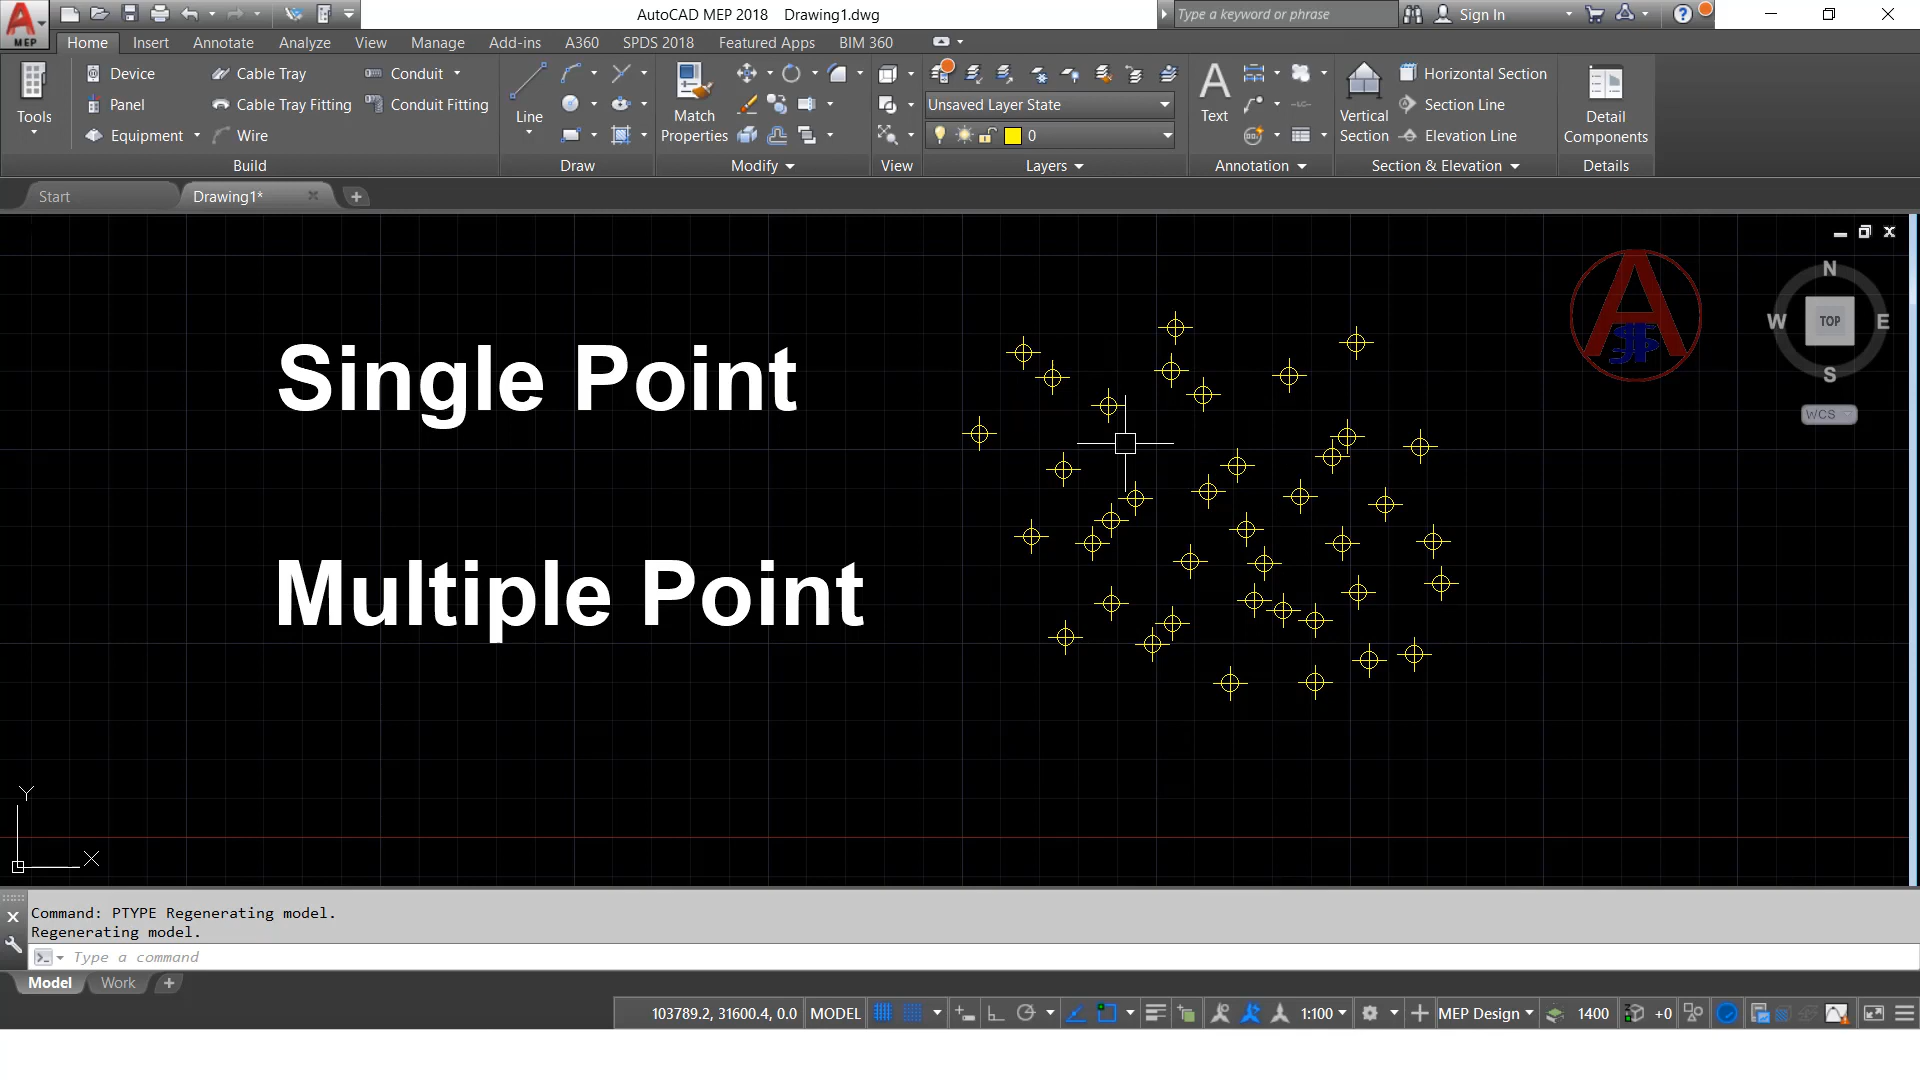 MEP
AutoCAD MEP 2018 Drawing1.dwg
Type a keyword or phrase
Sign In
Home Insert Annotate Analyze View Manage Add-ins A360 SPDS 2018 Featured Apps BIM 360
Tools
Device
Panel
Equipment
Cable Tray
Cable Tray Fitting
Wire
Conduit
Conduit Fitting
Build
Line
Draw
Match
Properties
Modify
View
Unsaved Layer State
0
Layers
Text
-LC-
Annotation
Vertical
Section
Horizontal Section
Section Line
Elevation Line
Section & Elevation
Detail
Components
Details
Start
Drawing1*
Single Point
Multiple Point
A
N
W TOP E
S
WCS
Y
X
Command: PTYPE Regenerating model.
Regenerating model.
Type a command
Model Work
103789.2, 31600.4, 0.0 MODEL 1:100 MEP Design 1400 +0